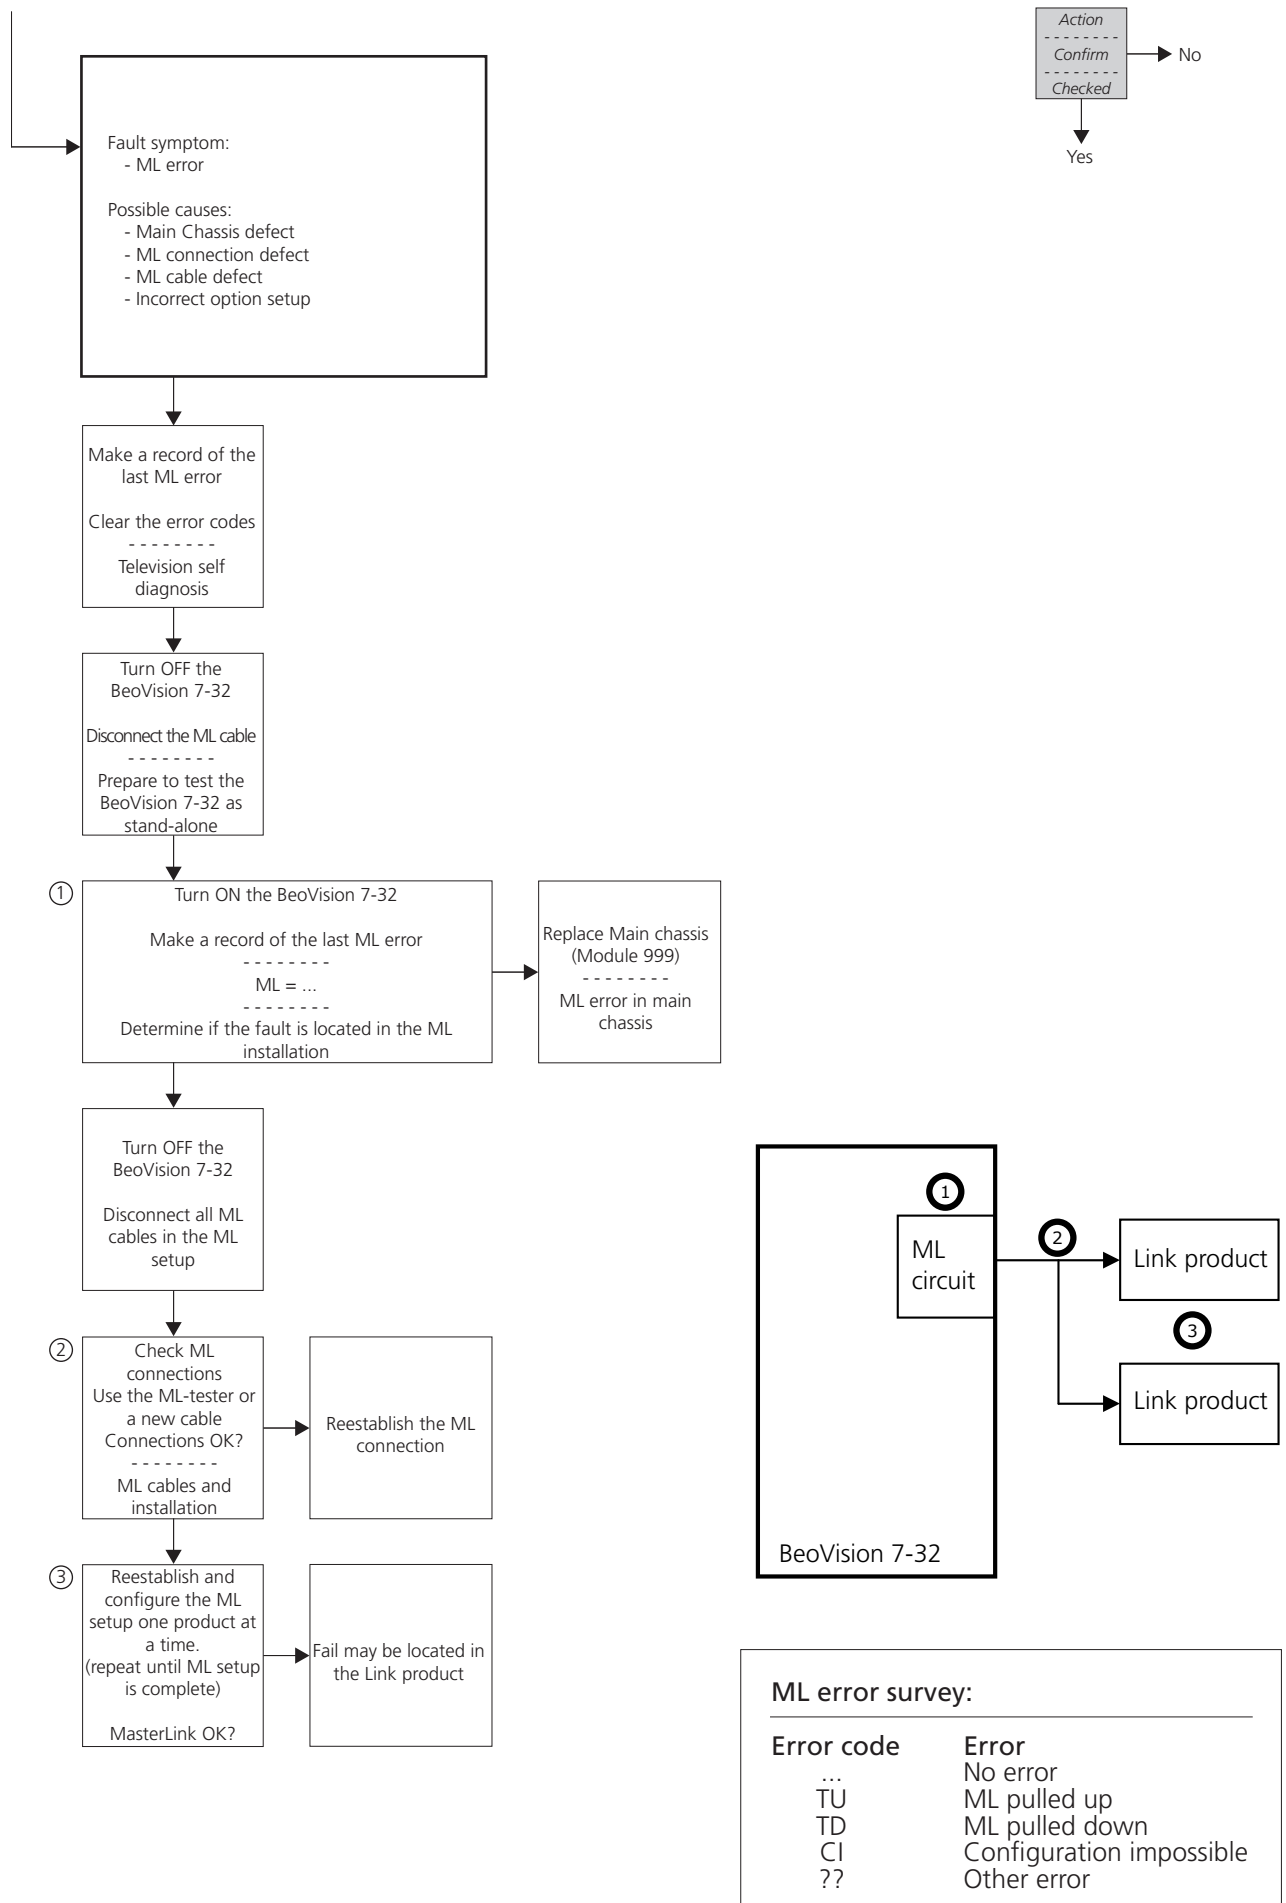 Action
- - - - - - - -
Confirm
- - - - - - - -
Checked
No
Yes
Fault symptom:
- ML error
Possible causes:
- Main Chassis defect
- ML connection defect
- ML cable defect
- Incorrect option setup
Make a record of the
last ML error
Clear the error codes
- - - - - - - -
Television self
diagnosis
Turn OFF the
BeoVision 7-32
Disconnect the ML cable
- - - - - - - -
Prepare to test the
BeoVision 7-32 as
stand-alone
1
Turn ON the BeoVision 7-32
Make a record of the last ML error
- - - - - - - -
ML = ...
- - - - - - - -
Determine if the fault is located in the ML
installation
Replace Main chassis
(Module 999)
- - - - - - - -
ML error in main
chassis
Turn OFF the
BeoVision 7-32
Disconnect all ML
cables in the ML
setup
2
Check ML
connections
Use the ML-tester or
a new cable
Connections OK?
- - - - - - - -
ML cables and
installation
Reestablish the ML
connection
3
Reestablish and
configure the ML
setup one product at
a time.
(repeat until ML setup
is complete)
MasterLink OK?
Fail may be located in
the Link product
1
ML
circuit
2
Link product
3
Link product
BeoVision 7-32
ML error survey:
Error code Error
... No error
TU ML pulled up
TD ML pulled down
CI Configuration impossible
?? Other error